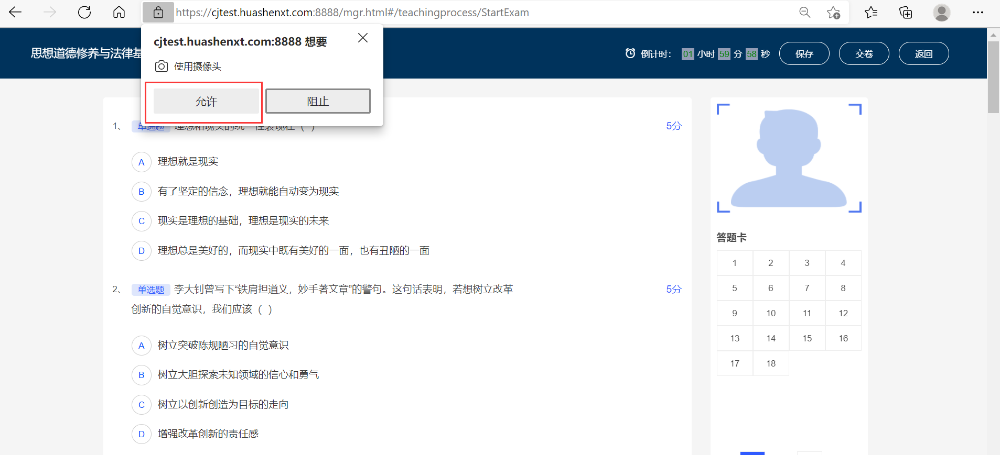 https://cjtest.huashenxt.com:8888/mgr.html#/teachingprocess/StartExam
cjtest.huashenxt.com:8888 想要
使用摄像头
允许
阻止
思想道德修养与法律基
倒计时： 01 小时 59 分 58 秒
保存
交卷
返回
1、 单选题 理想和现实的统一性表现在（ ） 5分
A 理想就是现实
B 有了坚定的信念，理想就能自动变为现实
C 现实是理想的基础，理想是现实的未来
D 理想总是美好的，而现实中既有美好的一面，也有丑陋的一面
2、 单选题 李大钊曾写下“铁肩担道义，妙手著文章”的警句。这句话表明，若想树立改革 5分
创新的自觉意识，我们应该（ ）
A 树立突破陈规陋习的自觉意识
B 树立大胆探索未知领域的信心和勇气
C 树立以创新创造为目标的走向
D 增强改革创新的责任感
答题卡
1 2 3 4
5 6 7 8
9 10 11 12
13 14 15 16
17 18